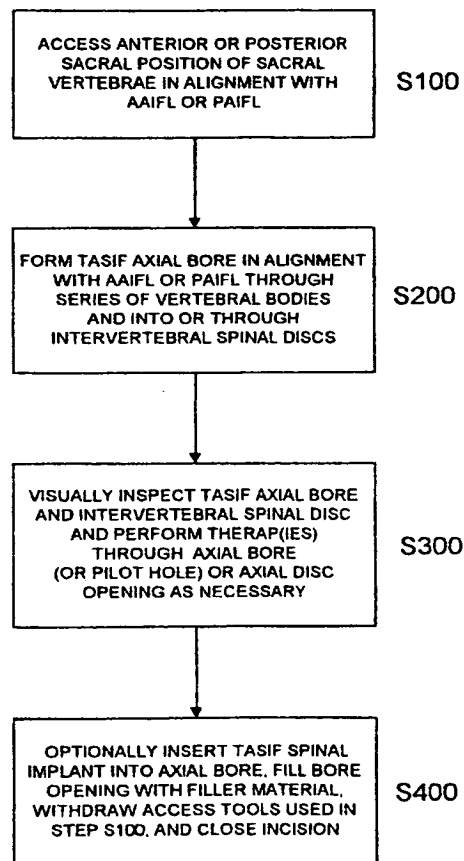 ACCESS ANTERIOR OR POSTERIOR
SACRAL POSITION OF SACRAL
VERTEBRAE IN ALIGNMENT WITH
AAIFL OR PAIFL
S100
FORM TASIF AXIAL BORE IN ALIGNMENT
WITH AAIFL OR PAIFL THROUGH
SERIES OF VERTEBRAL BODIES
AND INTO OR THROUGH
INTERVERTEBRAL SPINAL DISCS
S200
VISUALLY INSPECT TASIF AXIAL BORE
AND INTERVERTEBRAL SPINAL DISC
AND PERFORM THERAP(IES)
THROUGH AXIAL BORE
(OR PILOT HOLE) OR AXIAL DISC
OPENING AS NECESSARY
S300
OPTIONALLY INSERT TASIF SPINAL
IMPLANT INTO AXIAL BORE, FILL BORE
OPENING WITH FILLER MATERIAL,
WITHDRAW ACCESS TOOLS USED IN
STEP S100, AND CLOSE INCISION
S400